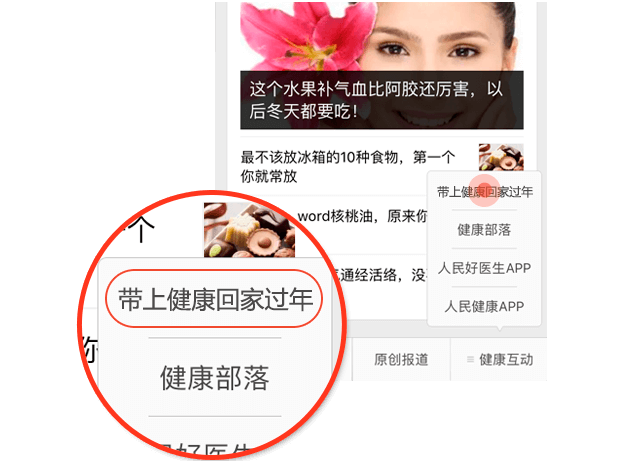 这个水果补气血比阿胶还厉害，以
后冬天都要吃！
最不该放冰箱的10种食物，第一个
你就常放
word核桃油，原来你
通经活络，没
带上健康回家过年
健康部落
人民好医生APP
人民健康APP
原创报道
≡ 健康互动
个
你
带上健康回家过年
健康部落
好医生